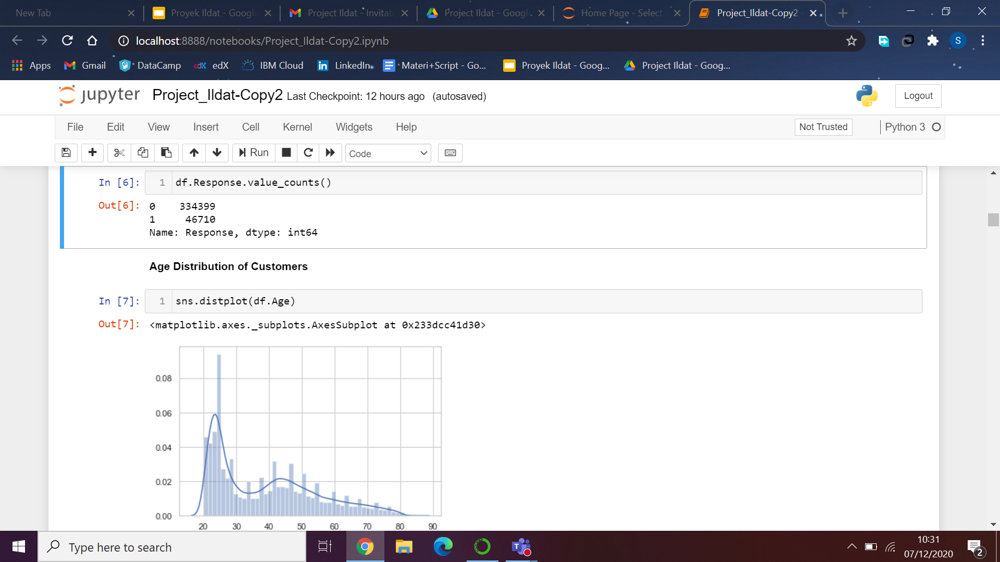 New Tab
Proyek Ildat - Google
Project Ildat - Invitat
Project Ildat - Google
Home Page - Select
Project_Ildat-Copy2
localhost:8888/notebooks/Project_Ildat-Copy2.ipynb
S
Apps
Gmail
DataCamp
edX
edX
IBM Cloud
in
LinkedIn
Materi+Script - Go...
Proyek Ildat - Goog...
Project Ildat - Goog...
jupyter
Project_Ildat-Copy2 Last Checkpoint: 12 hours ago (autosaved)
Logout
File Edit View Insert Cell Kernel Widgets Help
Not Trusted
Python 3
Run
Code
In [6]: 1 df.Response.value_counts()
Out[6]: 0 334399
1 46710
Name: Response, dtype: int64
Age Distribution of Customers
In [7]: 1 sns.distplot(df.Age)
Out[7]: <matplotlib.axes._subplots.AxesSubplot at 0x233dcc41d30>
0.08
0.06
0.04
0.02
0.00
20 30 40 50 60 70 80 90
Type here to search
T
10:31
07/12/2020
2